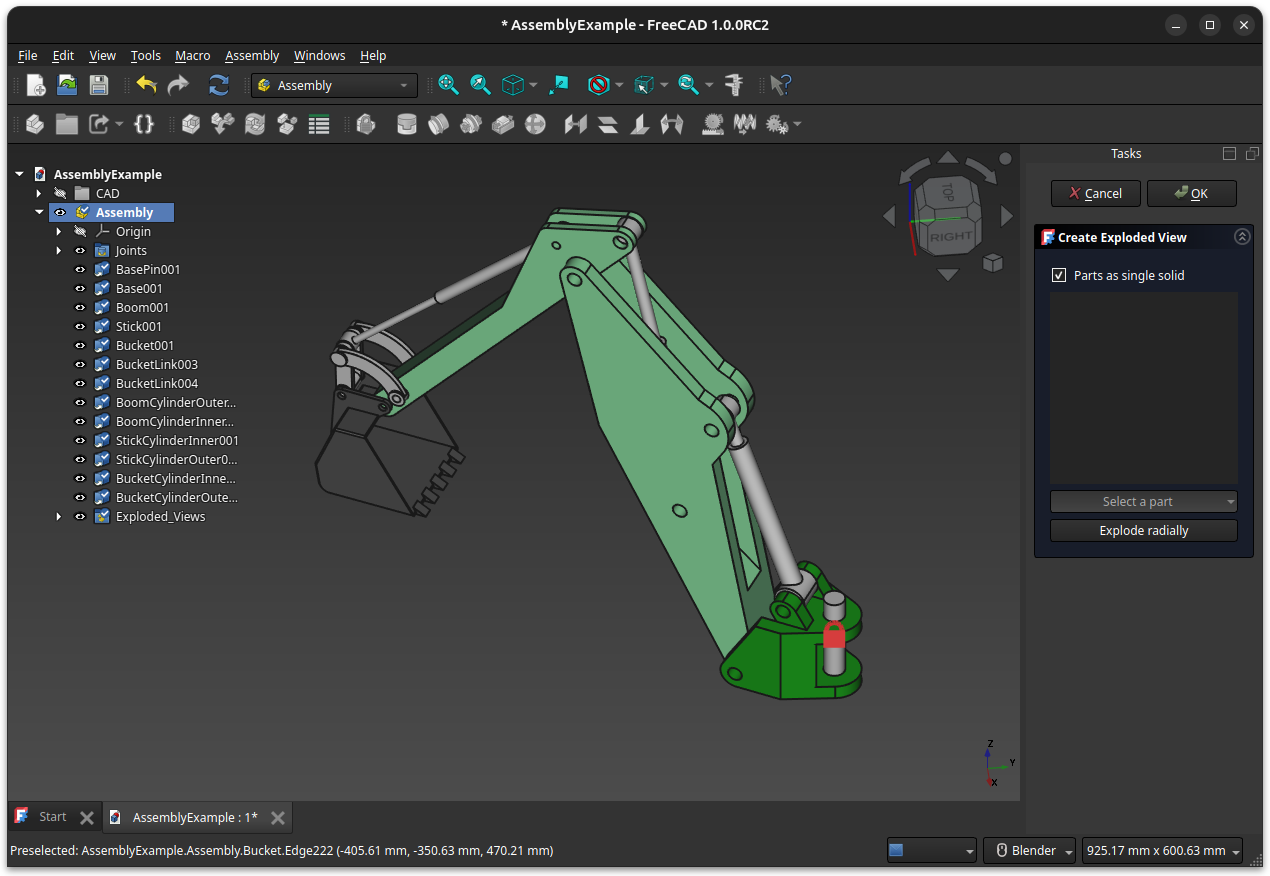 * AssemblyExample - FreeCAD 1.0.0RC2
File Edit View Tools Macro Assembly Windows Help
Assembly
AssemblyExample
CAD
Assembly
Origin
Joints
BasePin001
Base001
Boom001
Stick001
Bucket001
BucketLink003
BucketLink004
BoomCylinderOuter...
BoomCylinderInner...
StickCylinderInner001
StickCylinderOuter0...
BucketCylinderInne...
BucketCylinderOute...
Exploded_Views
TOP
RIGHT
Z
Y
X
Tasks
Cancel OK
Create Exploded View
Parts as single solid
Select a part
Explode radially
Start AssemblyExample : 1*
Preselected: AssemblyExample.Assembly.Bucket.Edge222 (-405.61 mm, -350.63 mm, 470.21 mm) Blender 925.17 mm x 600.63 mm